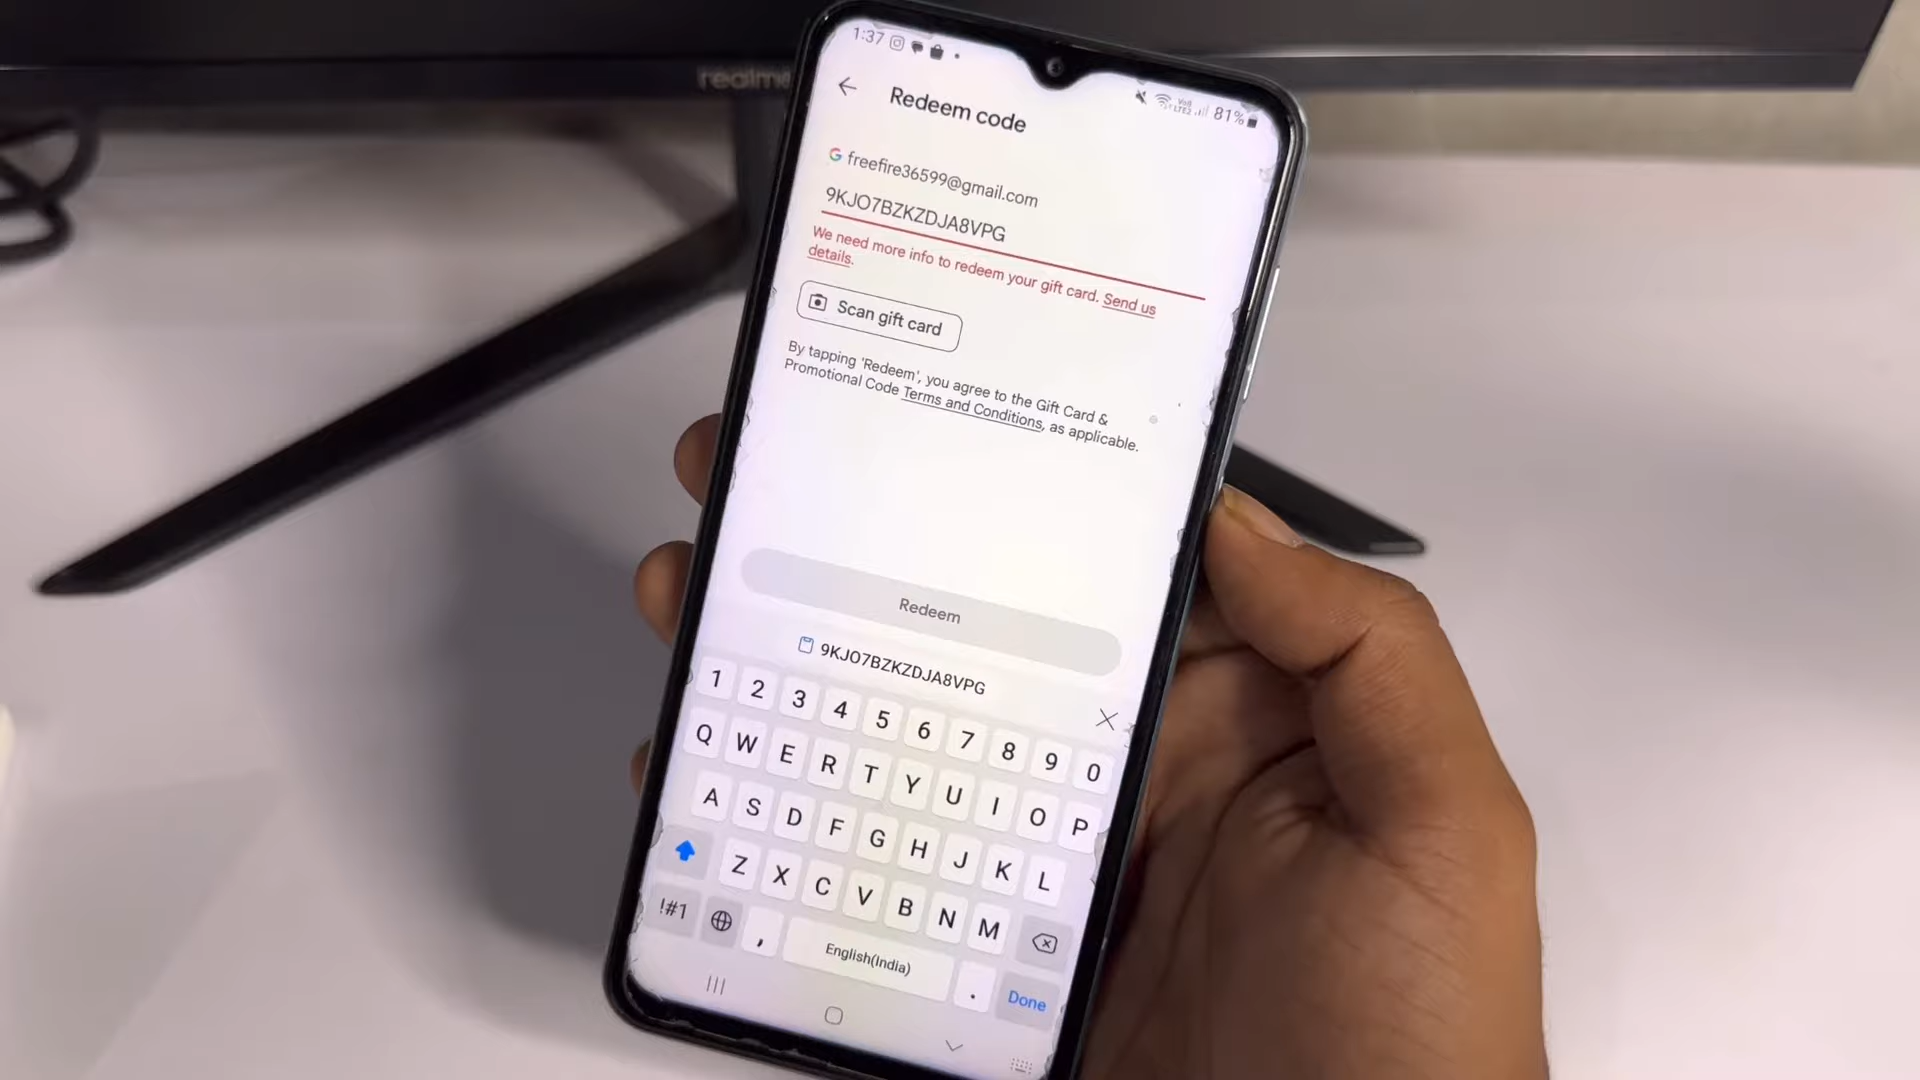 realme
1:37
81%
Redeem code
freefire36599@gmail.com
9KJO7BZKZDJA8VPG
We need more info to redeem your gift card. Send us
details.
Scan gift card
By tapping 'Redeem', you agree to the Gift Card &
Promotional Code Terms and Conditions, as applicable.
Redeem
9KJO7BZKZDJA8VPG
1 2 3 4 5 6 7 8 9 0
Q W E R T Y U I O P
A S D F G H J K L
Z X C V B N M
!#1 , English(India) . Done